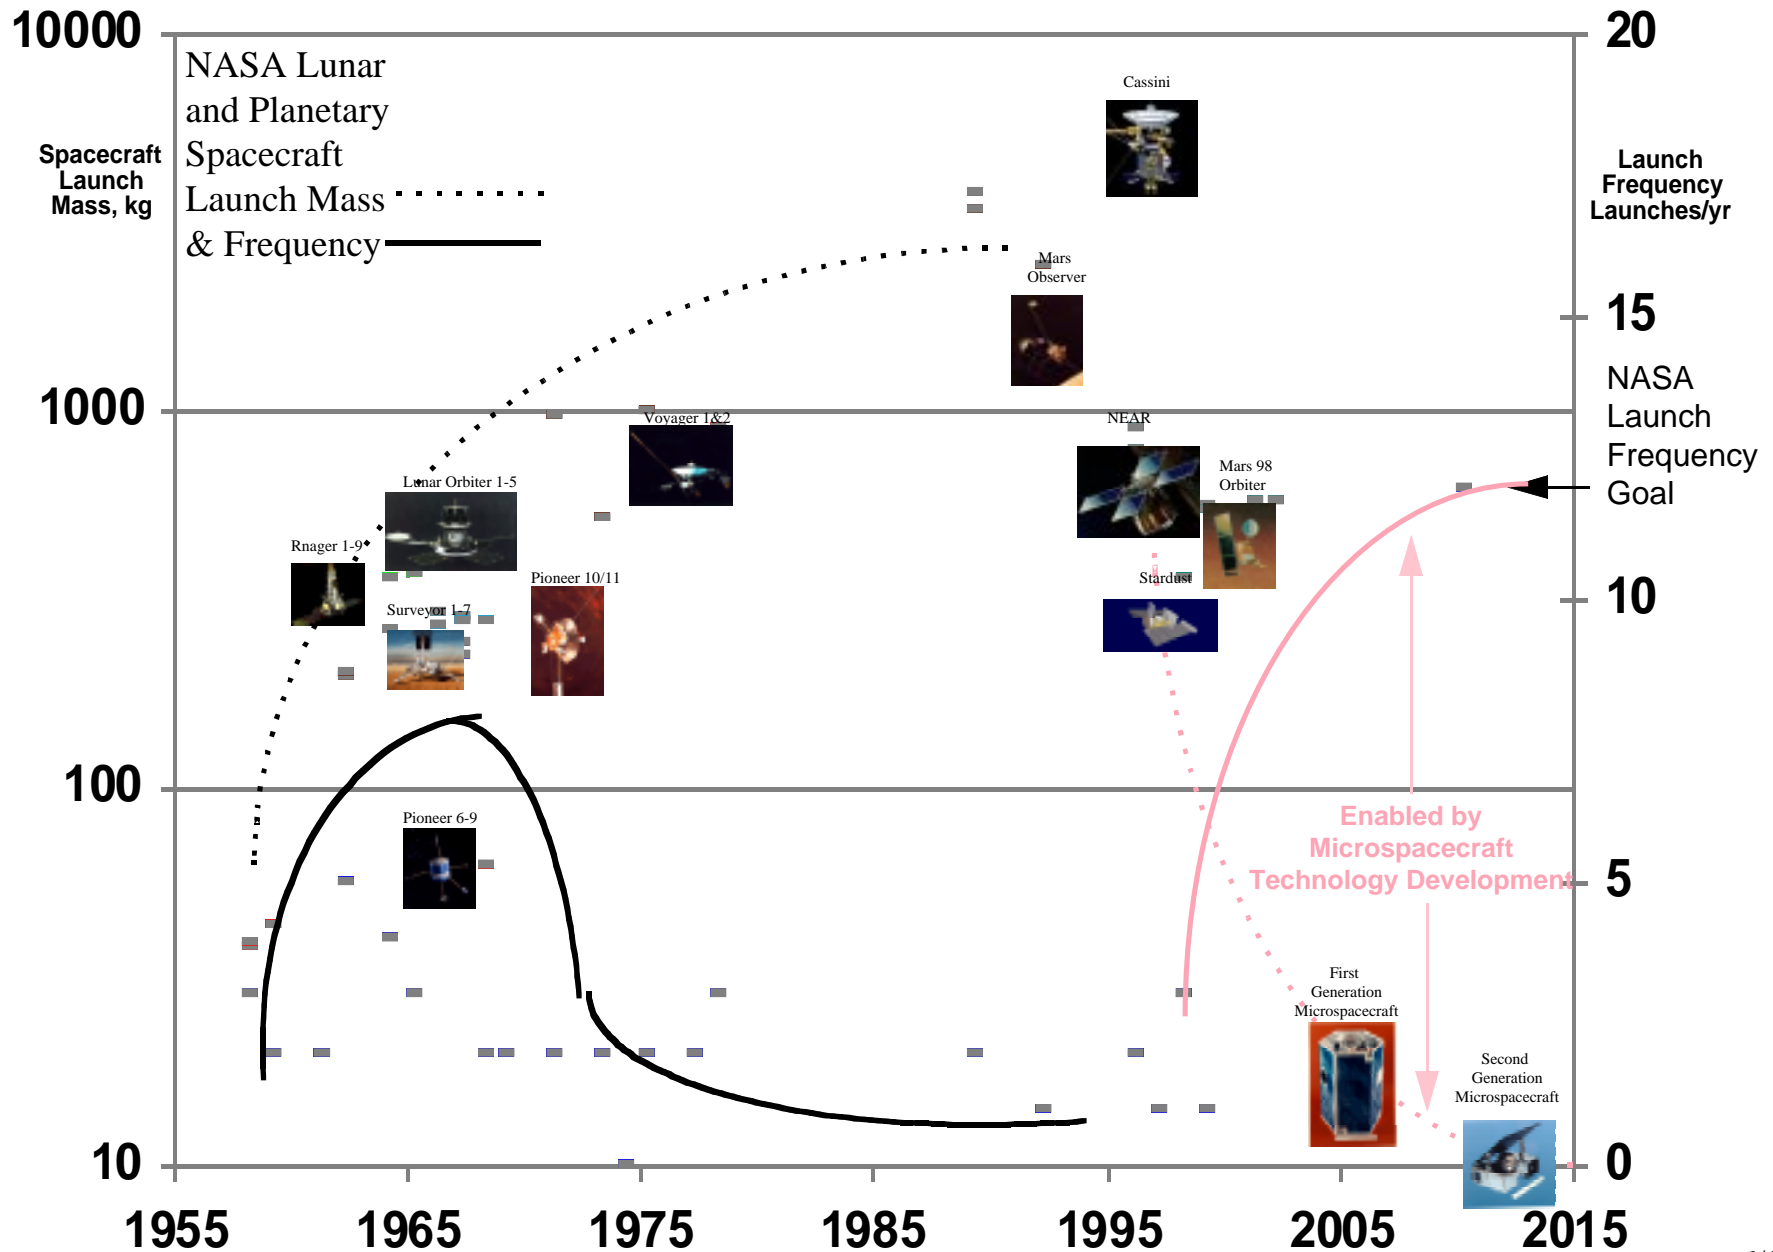 10000
20
NASA Lunar
and Planetary
Spacecraft
Launch Mass
& Frequency
Spacecraft
Launch
Mass, kg
Launch
Frequency
Launches/yr
Cassini
Mars
Observer
15
NASA
Launch
Frequency
Goal
1000
Voyager 1&2
NEAR
Mars 98
Orbiter
Lunar Orbiter 1-5
Rnager 1-9
Pioneer 10/11
Stardust
Surveyor 1-7
10
100
Pioneer 6-9
Enabled by
Microspacecraft
Technology Development
5
First
Generation
Microspacecraft
Second
Generation
Microspacecraft
10
0
1955
1965
1975
1985
1995
2005
2015